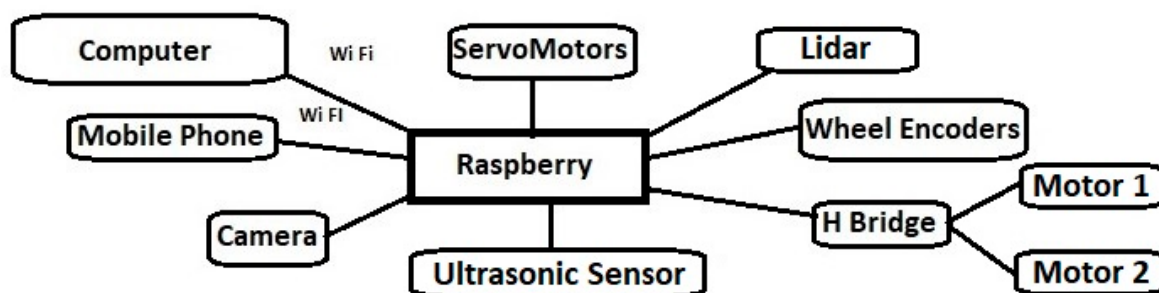 Computer
Wi Fi
ServoMotors
Lidar
Wi FI
Mobile Phone
Wheel Encoders
Raspberry
Motor 1
Camera
H Bridge
Ultrasonic Sensor
Motor 2